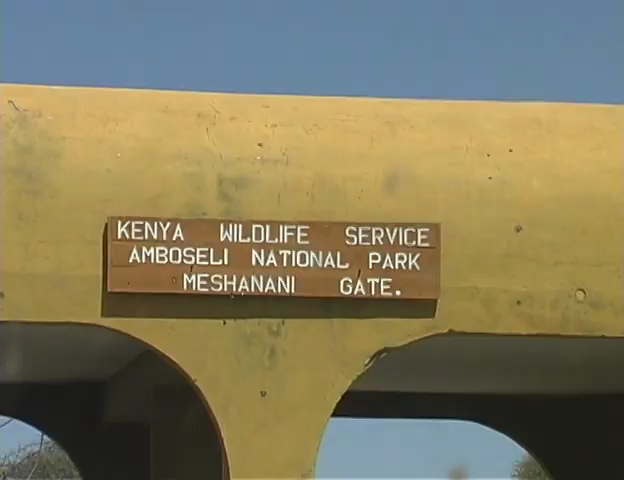 KENYA WILDLIFE SERVICE
AMBOSELI NATIONAL PARK
MESHANANI GATE.